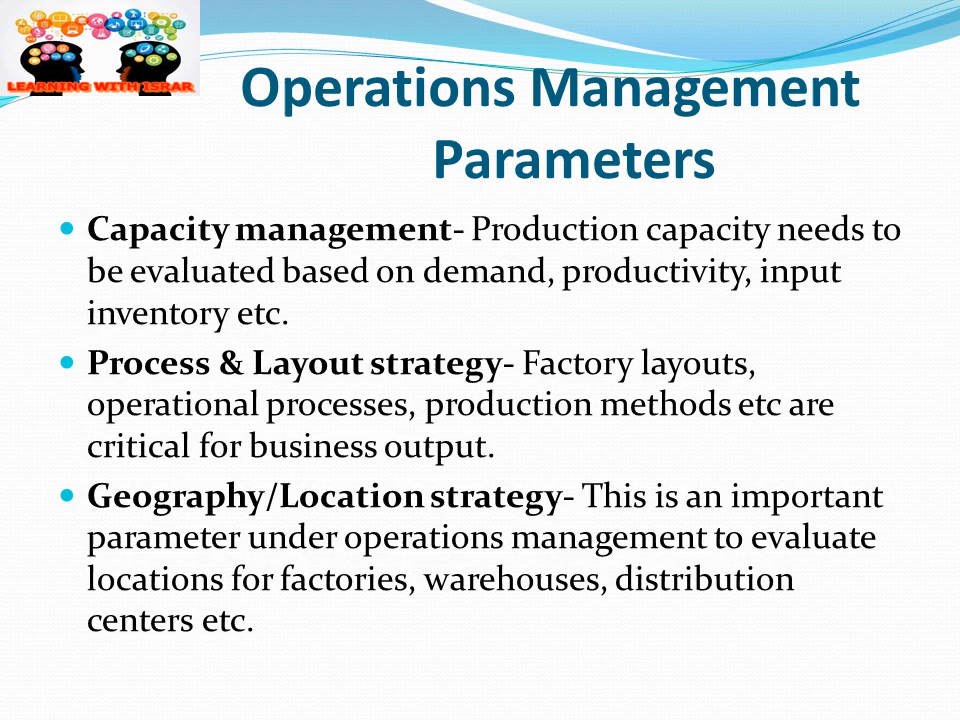 LEARNING WITH ISRAR
Operations Management
Parameters
Capacity management- Production capacity needs to
be evaluated based on demand, productivity, input
inventory etc.
Process & Layout strategy- Factory layouts,
operational processes, production methods etc are
critical for business output.
Geography/Location strategy- This is an important
parameter under operations management to evaluate
locations for factories, warehouses, distribution
centers etc.